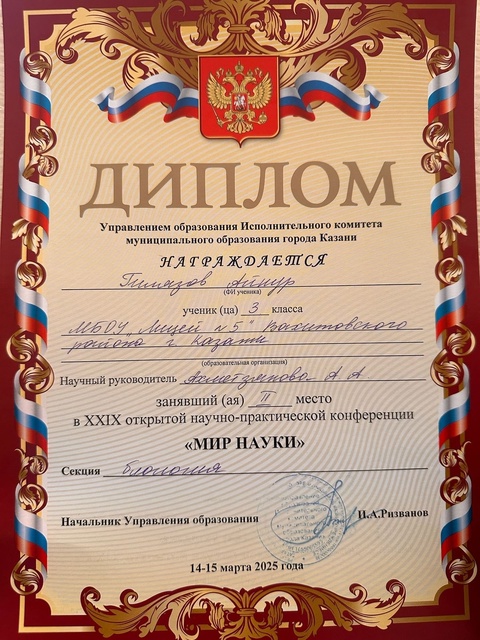 ДИПЛОМ
Управлением образования Исполнительного комитета
муниципального образования города Казани
НАГРАЖДАЕТСЯ
Гилязов Айнур
(ФИ ученика)
ученик (ца) 3 класса
МБОУ „Лицей №5" Вахитовского
района г Казани
(образовательная организация)
Научный руководитель Ахметзянова А А
занявший (ая) II место
в XXIX открытой научно-практической конференции
«МИР НАУКИ»
Секция биология
Начальник Управления образования И.А.Ризванов
14-15 марта 2025 года